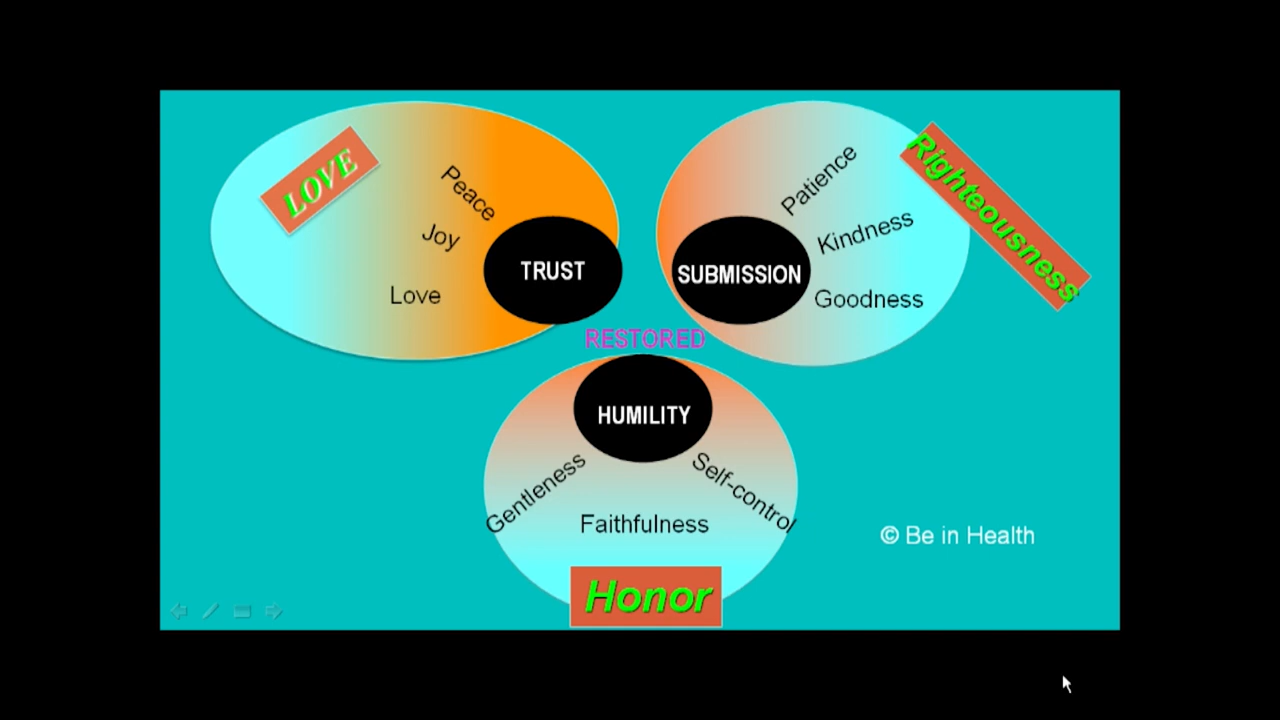 LOVE
Peace
Joy
Love
TRUST
Patience
Kindness
Goodness
SUBMISSION
Righteousness
RESTORED
HUMILITY
Gentleness
Self-control
Faithfulness
Honor
© Be in Health